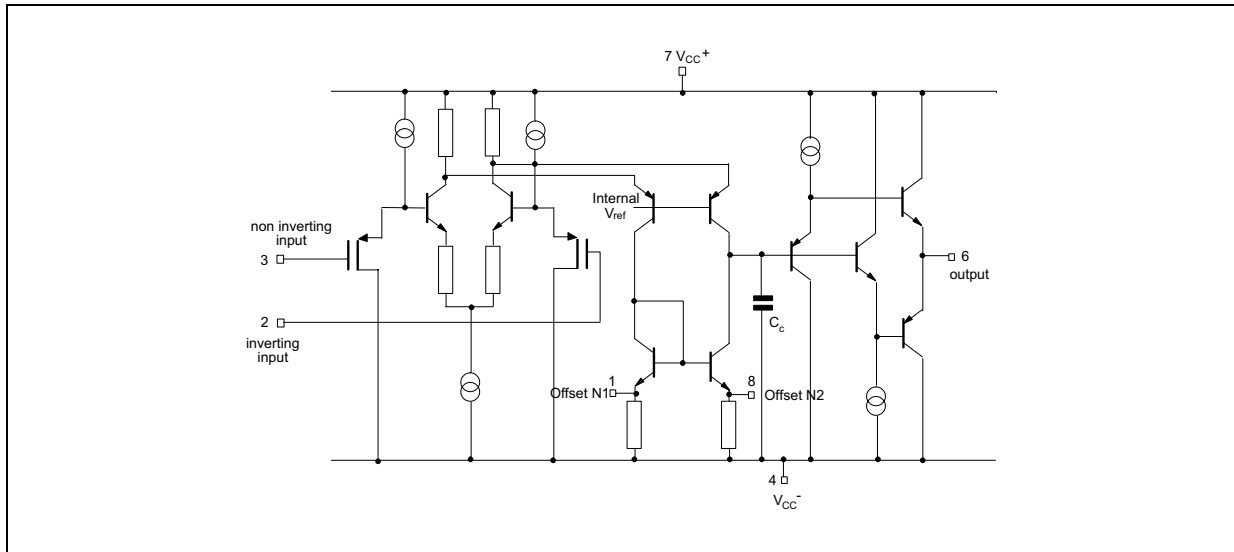 7 VCC+
Internal
Vref
non inverting
input
3
6
output
2
inverting
input
Cc
1
Offset N1
8
Offset N2
4
VCC-